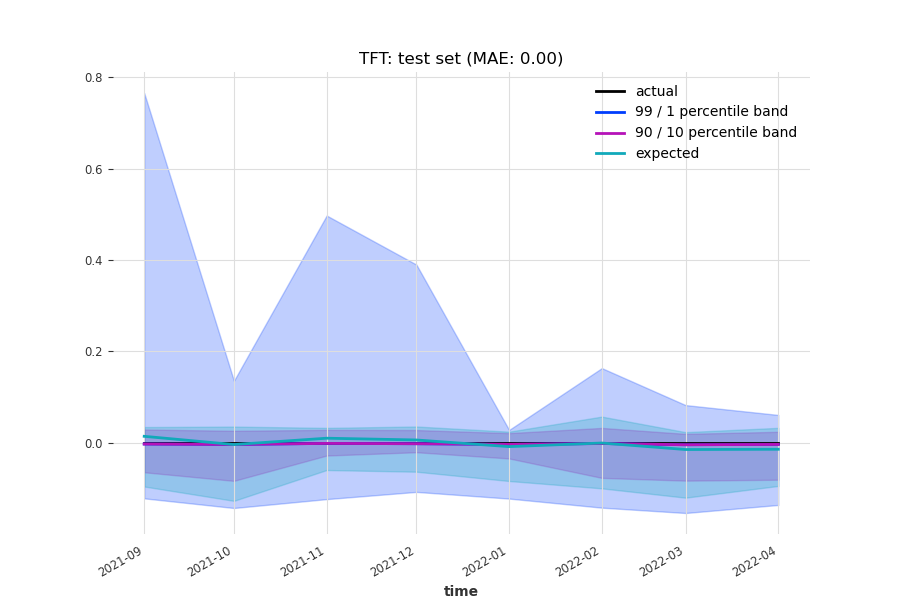 TFT: test set (MAE: 0.00)
actual
99 / 1 percentile band
90 / 10 percentile band
expected
0.8
0.6
0.4
0.2
0.0
2021-09
2021-10
2021-11
2021-12
2022-01
2022-02
2022-03
2022-04
time